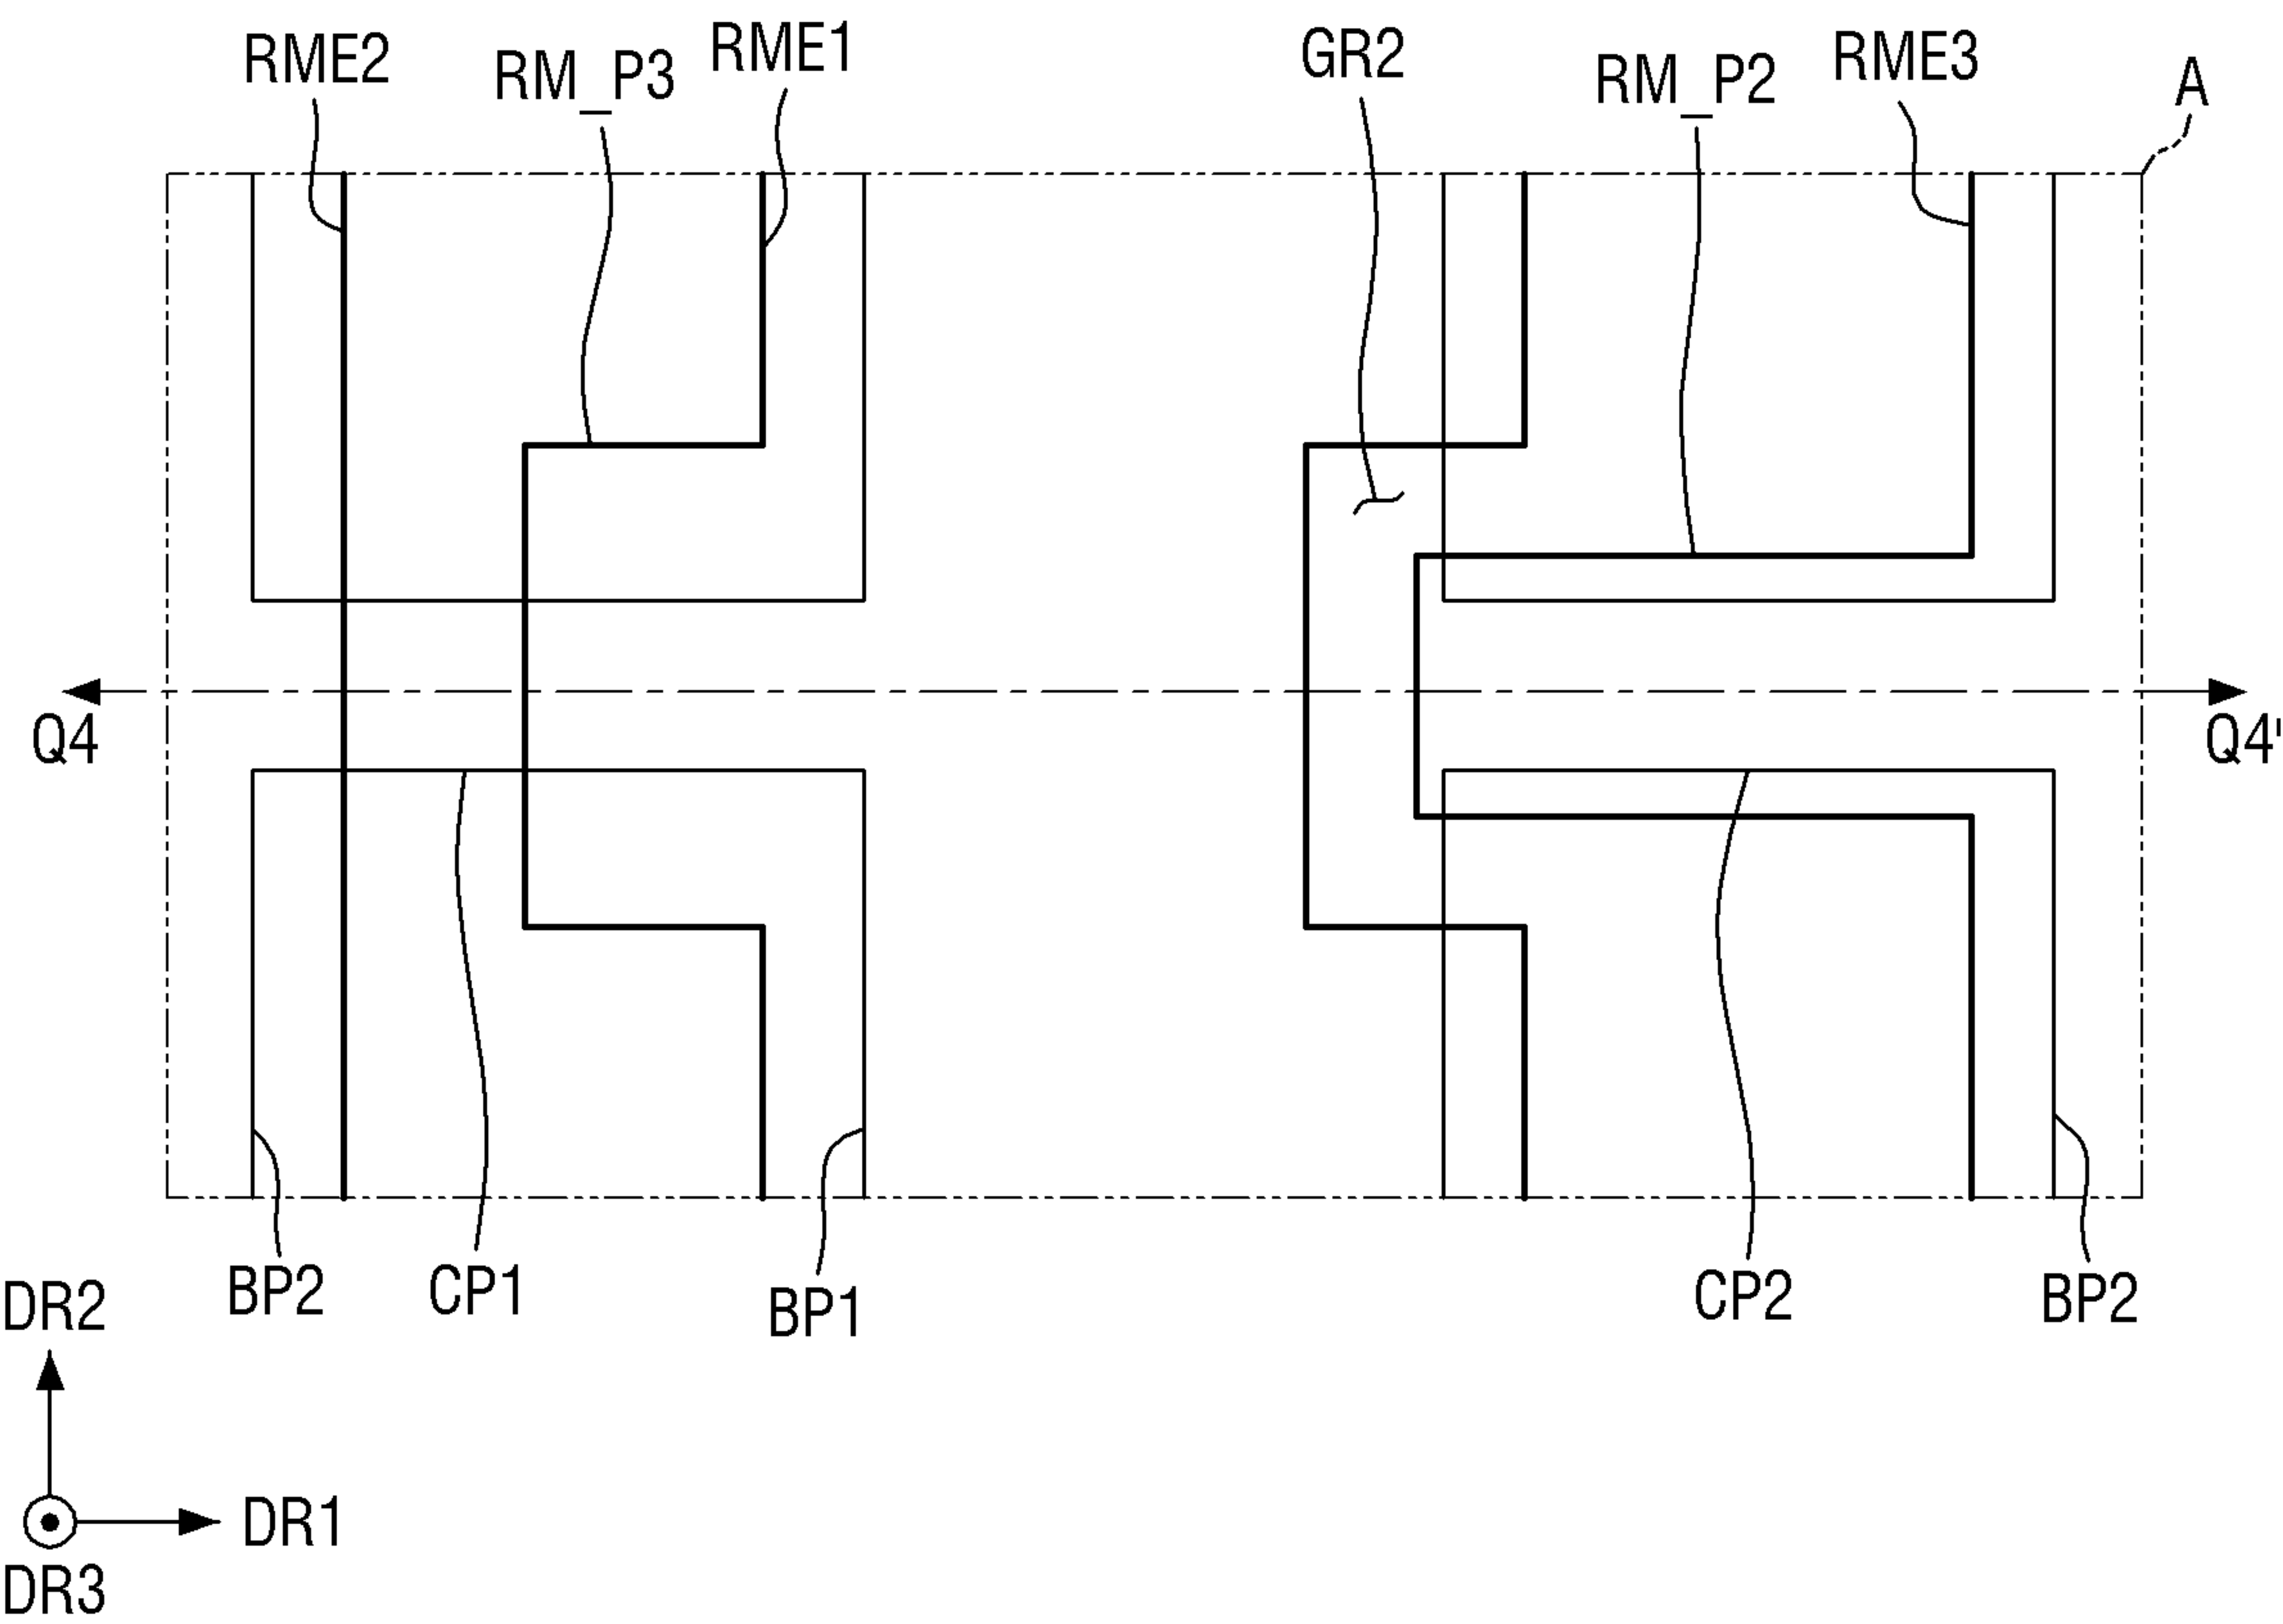 RME2
RM_P3
RME1
GR2
RM_P2
RME3
A
Q4
Q4'
BP2
CP1
BP1
CP2
BP2
DR2
DR1
DR3